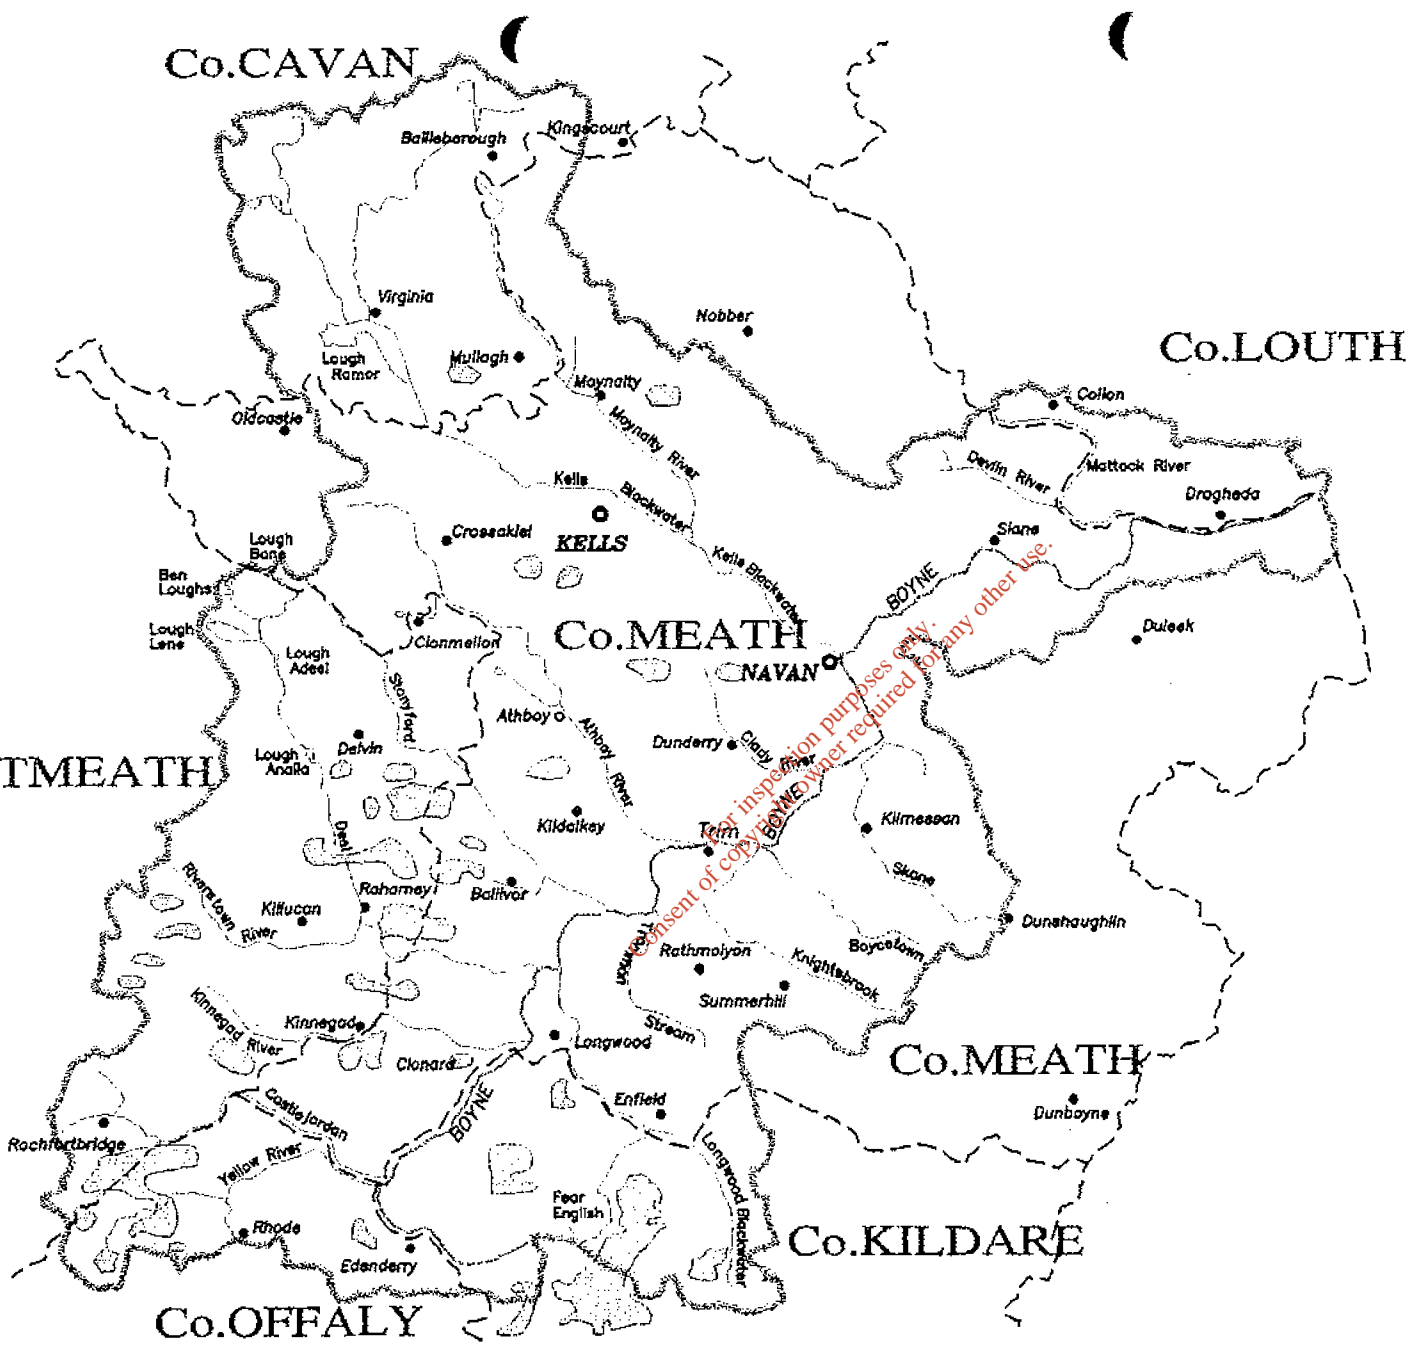 Co.CAVAN
Bailieborough
Kingscourt
Virginia
Nobber
Lough
Ramor
Mullagh
Co.LOUTH
Moynalty
Collon
Oldcastle
Moynalty River
Devlin River
Mattock River
Kells
Blackwater
Drogheda
Crossakiel
KELLS
Slane
Lough
Bane
Kells Blackwater
Ben
Loughs
BOYNE
Lough
Lene
Clonmellon
Co.MEATH
Duleek
Lough
Adeel
NAVAN
Stonyford
Athboy
Athboy River
Dunderry
Clady River
Lough
Analla
Delvin
TMEATH
BOYNE
Kildalkey
Trim
Kilmessan
Deel
Skane
Riverstown
River
Raharney
Ballivor
Killucan
Dunshaughlin
Tromman
Stream
Rathmolyon
Boycetown
Knightsbrook
Summerhill
Kinnegad River
Kinnegad
Longwood
Clonard
Co.MEATH
Castlejordan
BOYNE
Enfield
Dunboyne
Rochfortbridge
Yellow River
Longwood Blackwater
Fear
English
Rhode
Edenderry
Co.KILDARE
Co.OFFALY
For inspection purposes only.
Consent of copyright owner required for any other use.